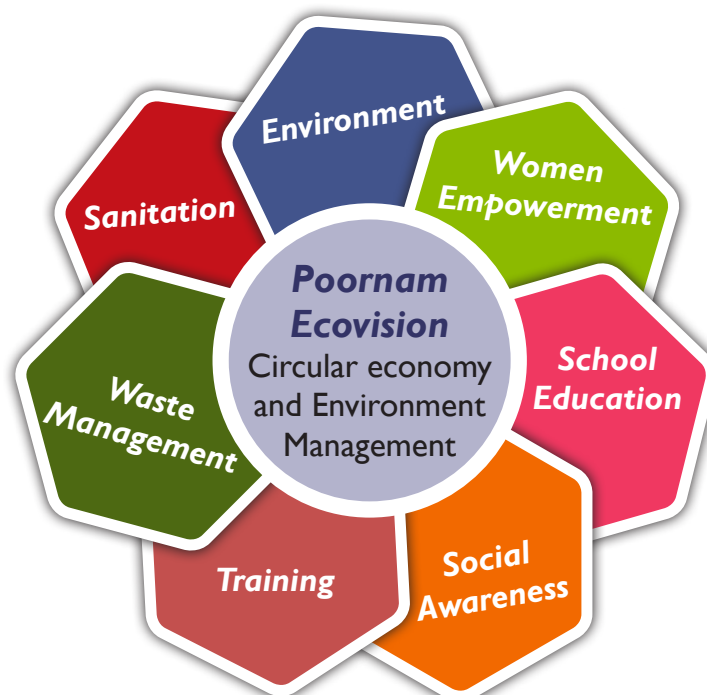 Environment
Women
Empowerment
Sanitation
Poornam
Ecovision
Circular economy
and Environment
Management
School
Education
Waste
Management
Social
Awareness
Training